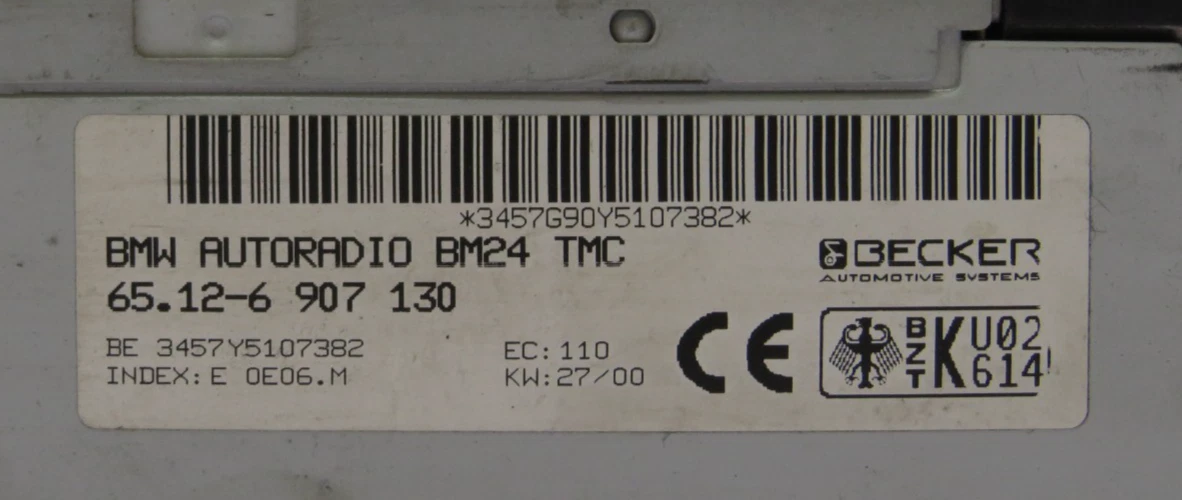 *3457G90Y5107382*
BMW AUTORADIO BM24 TMC
65.12-6 907 130
BECKER
AUTOMOTIVE SYSTEMS
BE 3457Y5107382
INDEX: E 0E06.M
EC: 110
KW: 27/00
CE
BZT
K
U02
614